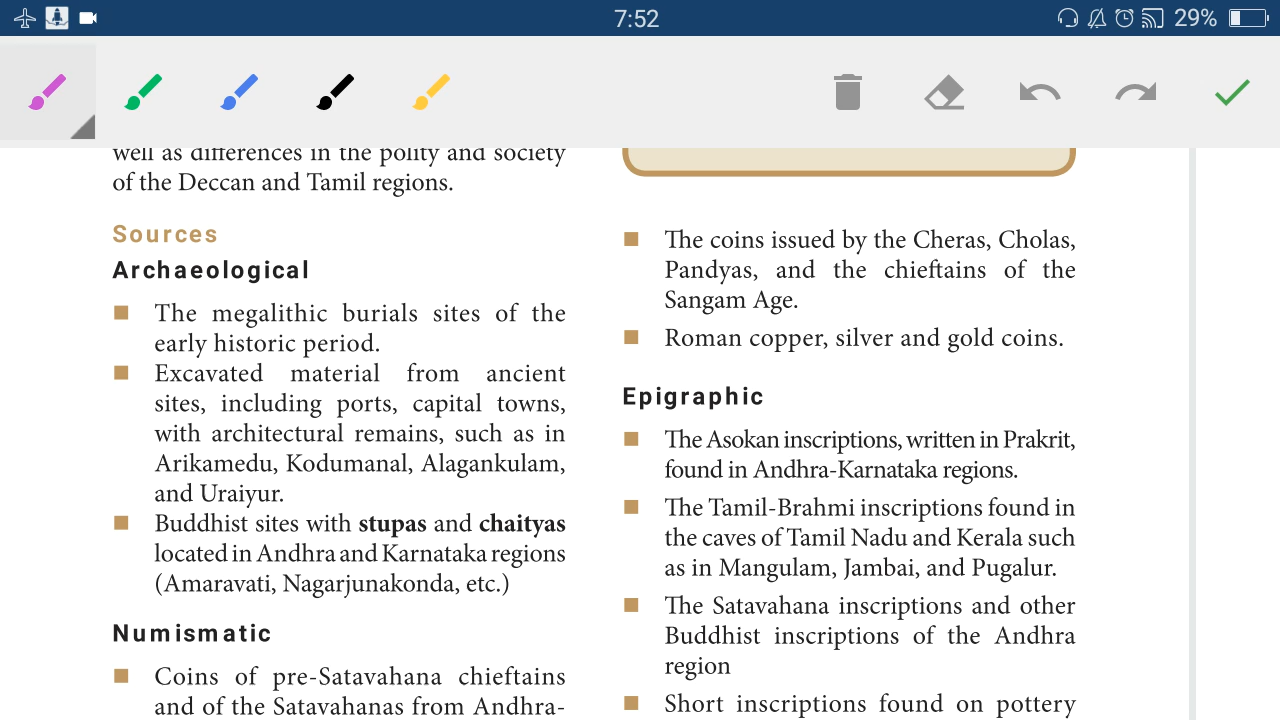 7:52
29%
well as differences in the polity and society
of the Deccan and Tamil regions.
Sources
Archaeological
The megalithic burials sites of the
early historic period.
Excavated material from ancient
sites, including ports, capital towns,
with architectural remains, such as in
Arikamedu, Kodumanal, Alagankulam,
and Uraiyur.
Buddhist sites with stupas and chaityas
located in Andhra and Karnataka regions
(Amaravati, Nagarjunakonda, etc.)
Numismatic
Coins of pre-Satavahana chieftains
and of the Satavahanas from Andhra-
The coins issued by the Cheras, Cholas,
Pandyas, and the chieftains of the
Sangam Age.
Roman copper, silver and gold coins.
Epigraphic
The Asokan inscriptions, written in Prakrit,
found in Andhra-Karnataka regions.
The Tamil-Brahmi inscriptions found in
the caves of Tamil Nadu and Kerala such
as in Mangulam, Jambai, and Pugalur.
The Satavahana inscriptions and other
Buddhist inscriptions of the Andhra
region
Short inscriptions found on pottery